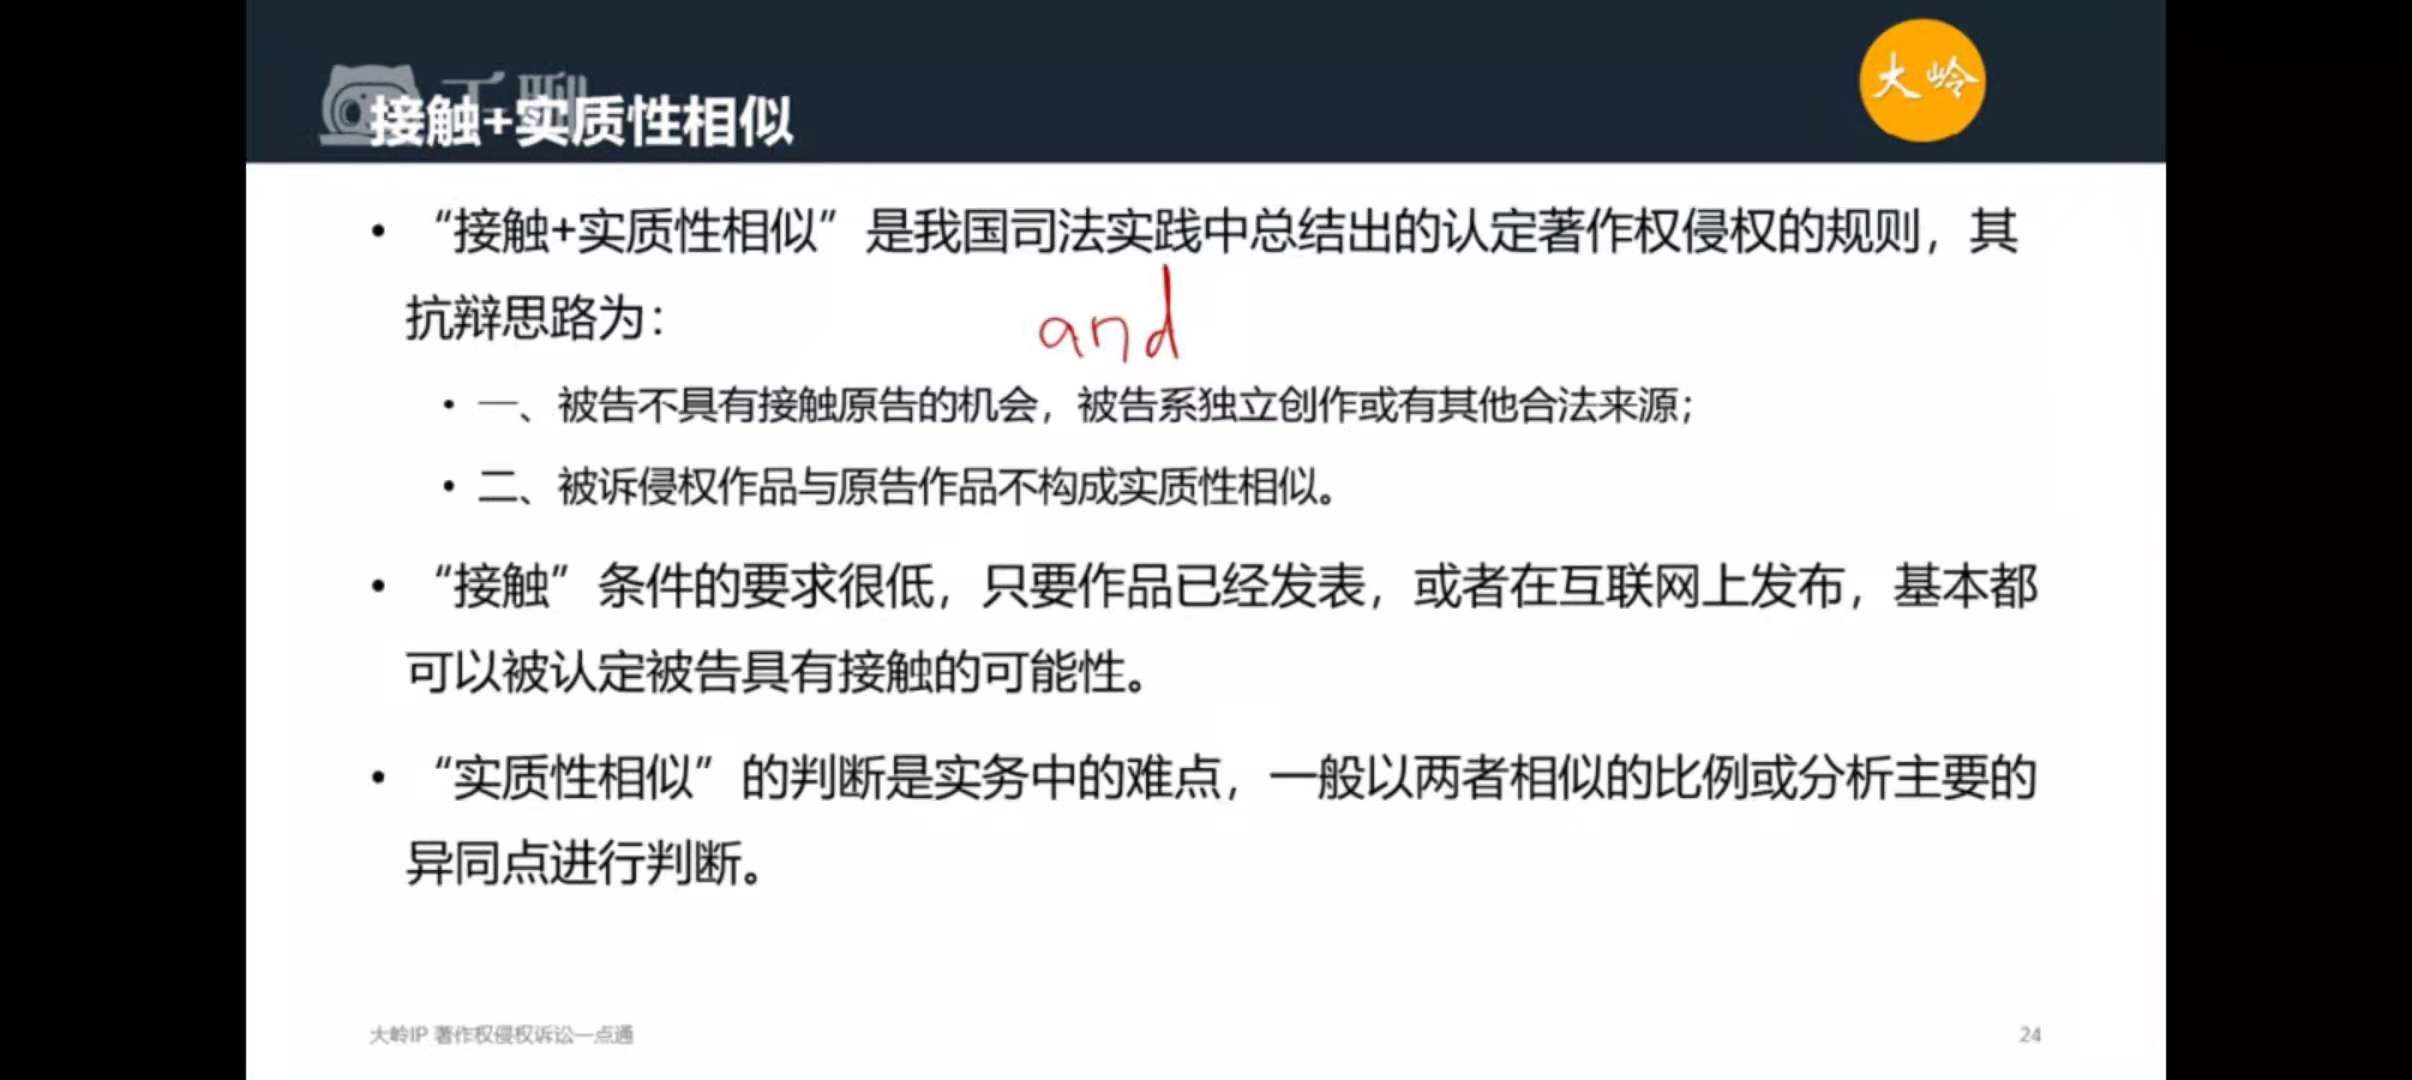 千聊
大岭
接触+实质性相似
• “接触+实质性相似”是我国司法实践中总结出的认定著作权侵权的规则，其
抗辩思路为：
and
• 一、被告不具有接触原告的机会，被告系独立创作或有其他合法来源；
• 二、被诉侵权作品与原告作品不构成实质性相似。
• “接触”条件的要求很低，只要作品已经发表，或者在互联网上发布，基本都
可以被认定被告具有接触的可能性。
• “实质性相似”的判断是实务中的难点，一般以两者相似的比例或分析主要的
异同点进行判断。
大岭IP 著作权侵权诉讼一点通
24